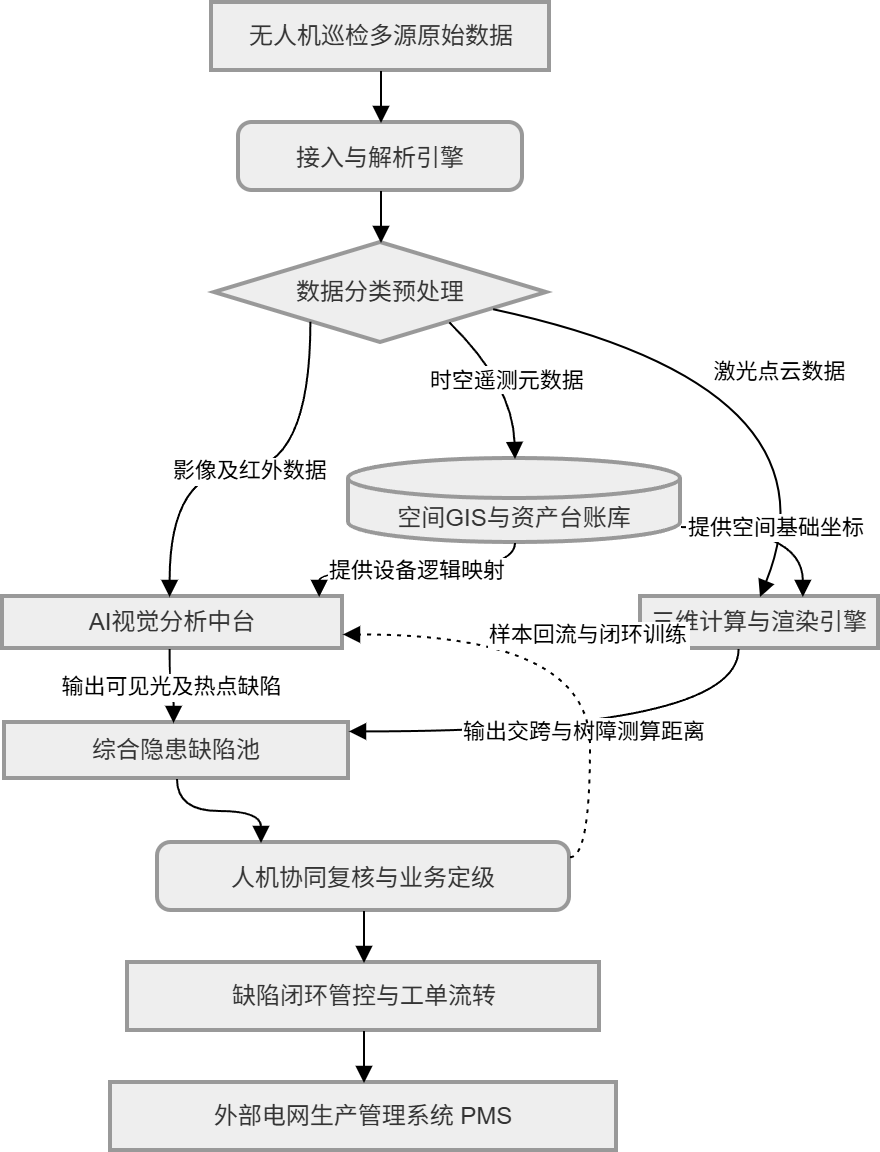 无人机巡检多源原始数据
接入与解析引擎
数据分类预处理
激光点云数据
时空遥测元数据
影像及红外数据
空间GIS与资产台账库
提供空间基础坐标
提供设备逻辑映射
AI视觉分析中台
三维计算与渲染引擎
样本回流与闭环训练
输出可见光及热点缺陷
输出交跨与树障测算距离
综合隐患缺陷池
人机协同复核与业务定级
缺陷闭环管控与工单流转
外部电网生产管理系统 PMS